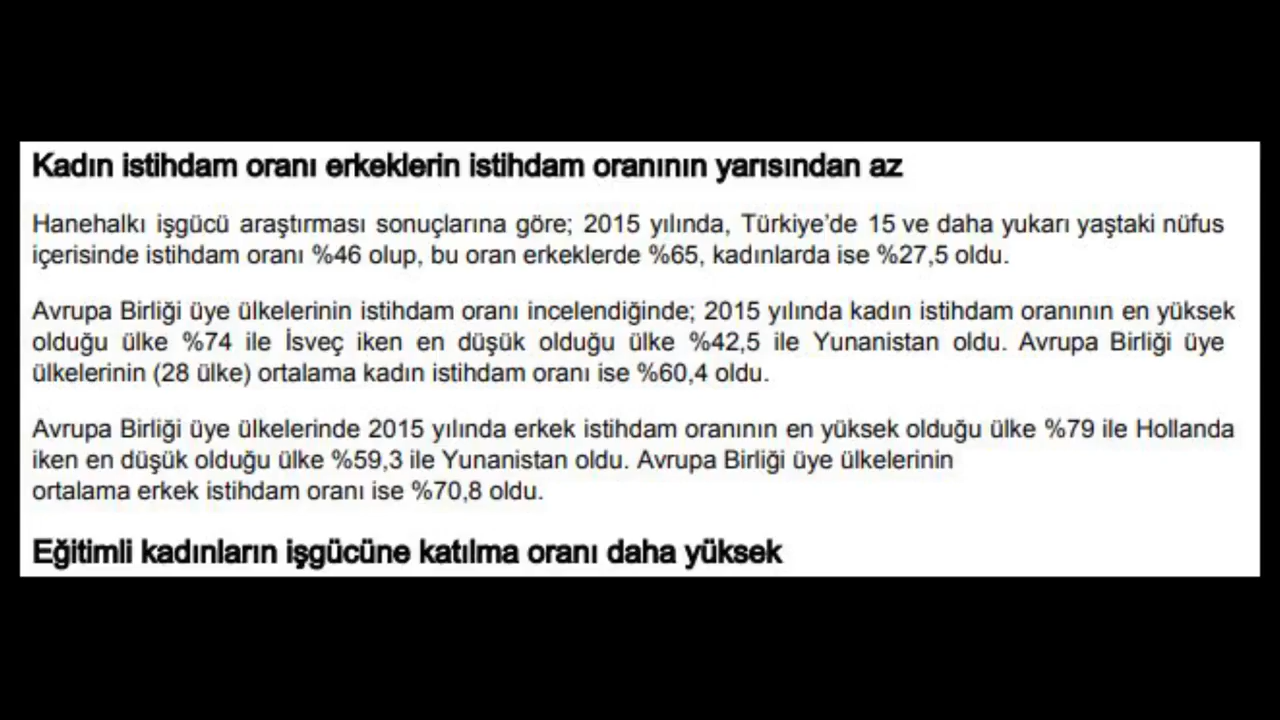 Kadın istihdam oranı erkeklerin istihdam oranının yarısından az
Hanehalkı işgücü araştırması sonuçlarına göre; 2015 yılında, Türkiye'de 15 ve daha yukarı yaştaki nüfus
içerisinde istihdam oranı %46 olup, bu oran erkeklerde %65, kadınlarda ise %27,5 oldu.
Avrupa Birliği üye ülkelerinin istihdam oranı incelendiğinde; 2015 yılında kadın istihdam oranının en yüksek
olduğu ülke %74 ile İsveç iken en düşük olduğu ülke %42,5 ile Yunanistan oldu. Avrupa Birliği üye
ülkelerinin (28 ülke) ortalama kadın istihdam oranı ise %60,4 oldu.
Avrupa Birliği üye ülkelerinde 2015 yılında erkek istihdam oranının en yüksek olduğu ülke %79 ile Hollanda
iken en düşük olduğu ülke %59,3 ile Yunanistan oldu. Avrupa Birliği üye ülkelerinin
ortalama erkek istihdam oranı ise %70,8 oldu.
Eğitimli kadınların işgücüne katılma oranı daha yüksek